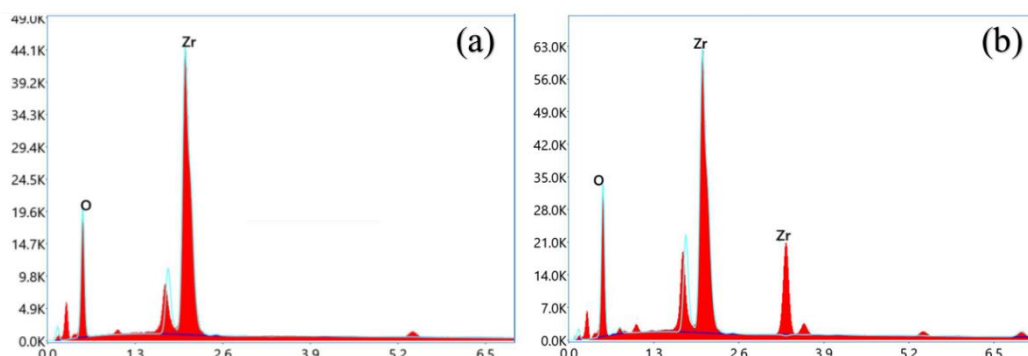 (a)
49.0K
44.1K
39.2K
34.3K
29.4K
24.5K
19.6K
14.7K
9.8K
4.9K
0.0K
Zr
O
0.0 1.3 2.6 3.9 5.2 6.5
(b)
63.0K
56.0K
49.0K
42.0K
35.0K
28.0K
21.0K
14.0K
7.0K
0.0K
Zr
O
Zr
0.0 1.3 2.6 3.9 5.2 6.5